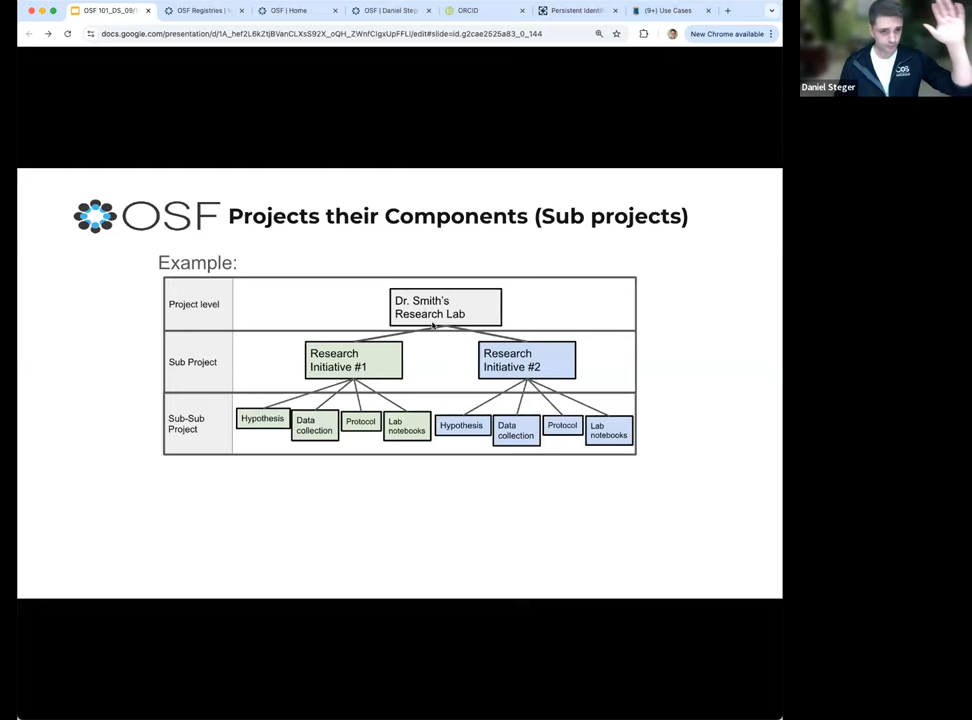 OSF 101_DS_09/
OSF Registries |
OSF | Home
OSF | Daniel Steg
ORCID
Persistent Identif
(9+) Use Cases
docs.google.com/presentation/d/1A_hef2L6kZtjBVanCLXsS92X_oQH_ZWnfCIgxUpFFLI/edit#slide=id.g2cae2525a83_0_144
New Chrome available
COS
Daniel Steger
OSF Projects their Components (Sub projects)
Example:
Project level
Dr. Smith's
Research Lab
Sub Project
Research
Initiative #1
Research
Initiative #2
Sub-Sub
Project
Hypothesis
Data
collection
Protocol
Lab
notebooks
Hypothesis
Data
collection
Protocol
Lab
notebooks